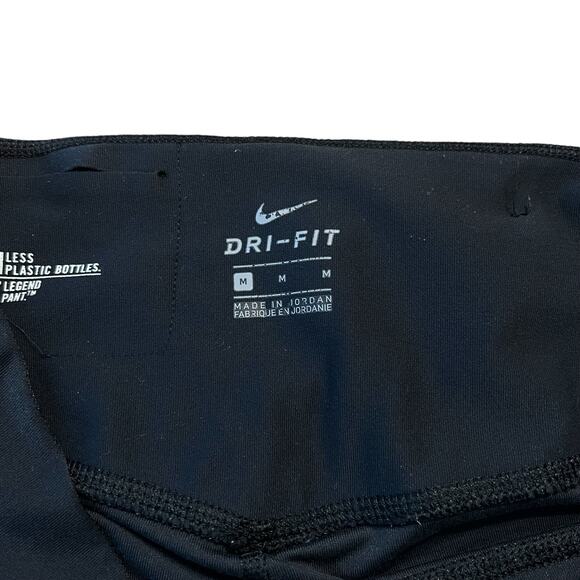 LESS
PLASTIC BOTTLES.
LEGEND
PANT.™
DRI-FIT
M M M
MADE IN JORDAN
FABRIQUE EN JORDANIE